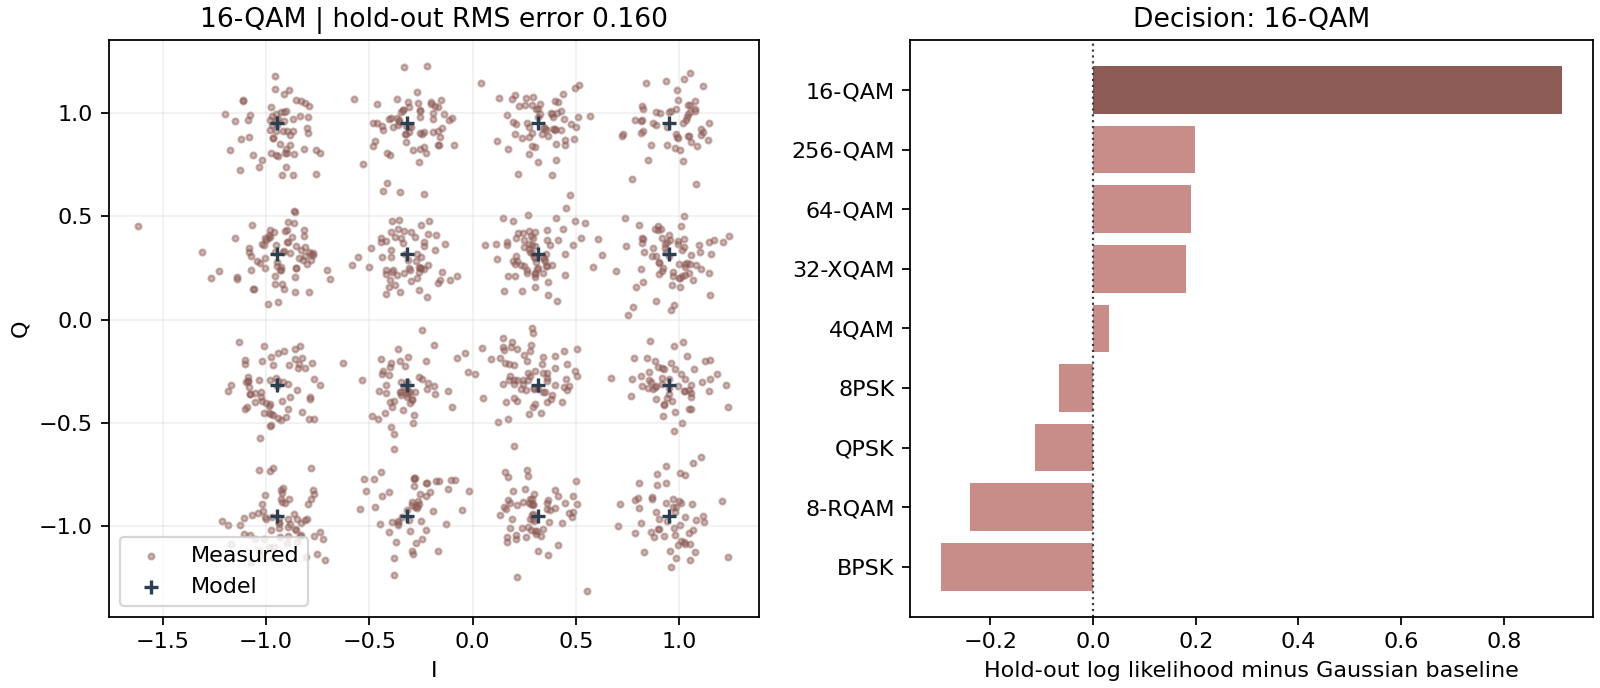 16-QAM | hold-out RMS error 0.160
1.0
0.5
0.0
−0.5
−1.0
Q
Measured
Model
−1.5
−1.0
−0.5
0.0
0.5
1.0
I
Decision: 16-QAM
16-QAM
256-QAM
64-QAM
32-XQAM
4QAM
8PSK
QPSK
8-RQAM
BPSK
−0.2
0.0
0.2
0.4
0.6
0.8
Hold-out log likelihood minus Gaussian baseline